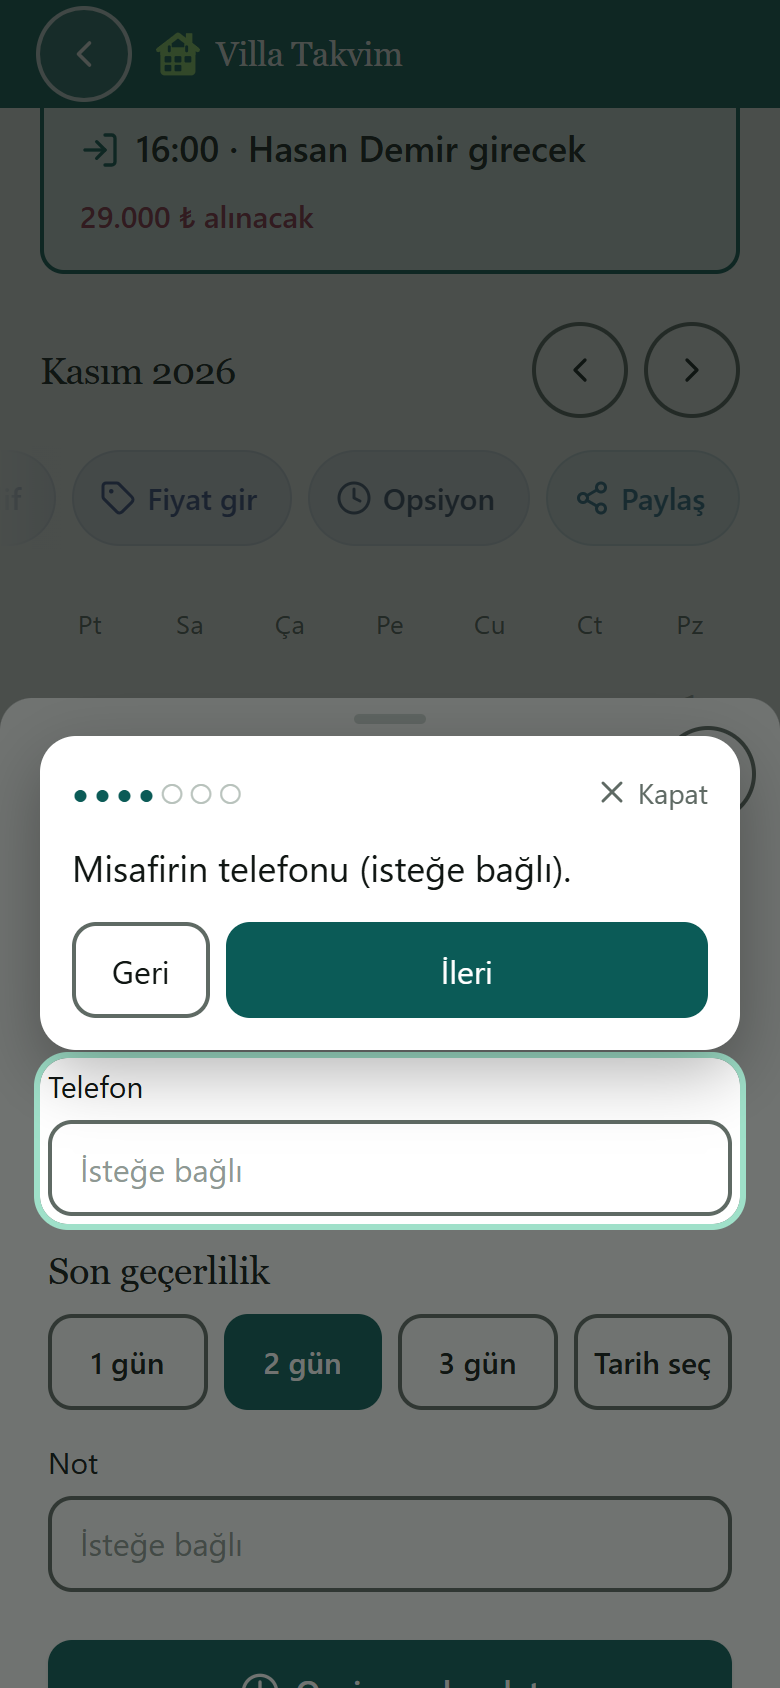 Villa Takvim
16:00 · Hasan Demir girecek
29.000 ₺ alınacak
Kasım 2026
Fiyat gir
Opsiyon
Paylaş
Pt Sa Ça Pe Cu Ct Pz
Kapat
Misafirin telefonu (isteğe bağlı).
Geri
İleri
Telefon
İsteğe bağlı
Son geçerlilik
1 gün
2 gün
3 gün
Tarih seç
Not
İsteğe bağlı